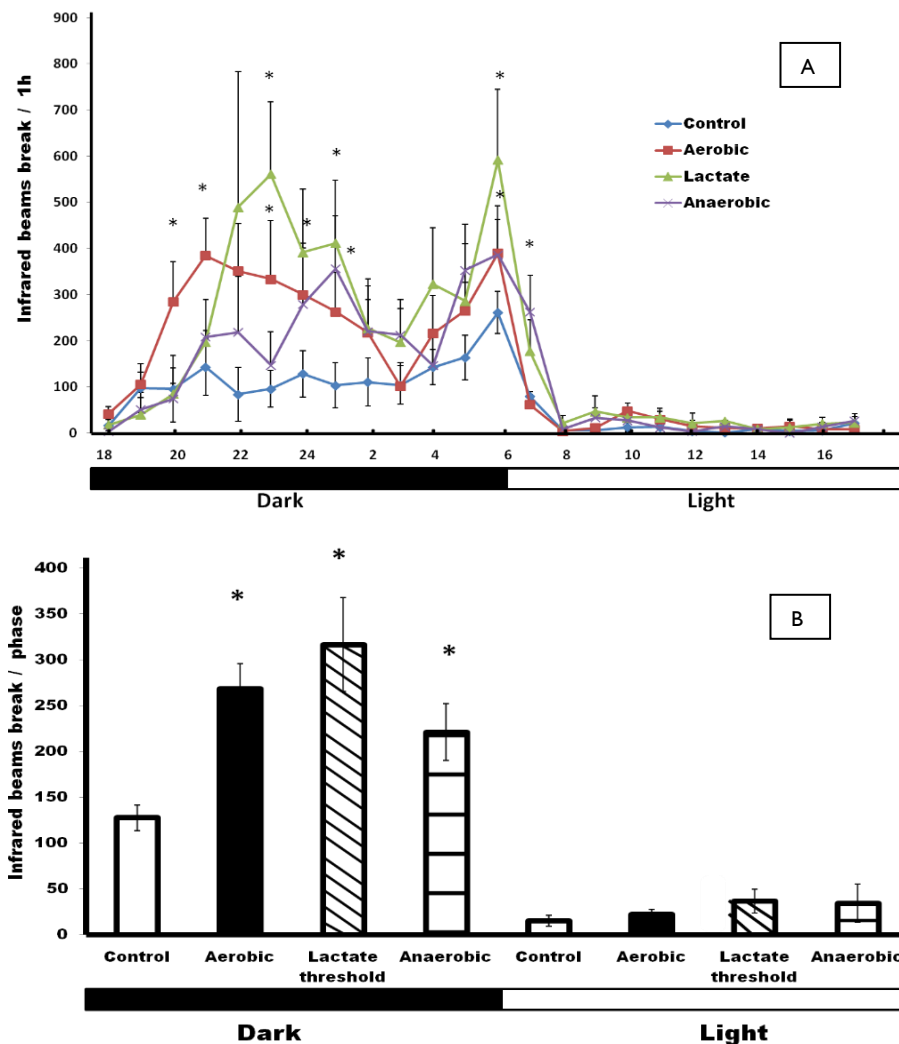 900
800
700
600
500
400
300
200
100
0
Infrared beams break / 1h
A
Control
Aerobic
Lactate
Anaerobic
* * * * * * * * * *
18 20 22 24 2 4 6 8 10 12 14 16
Dark Light
400
350
300
250
200
150
100
50
0
Infrared beams break / phase
B
* * *
Control Aerobic Lactate threshold Anaerobic Control Aerobic Lactate threshold Anaerobic
Dark Light